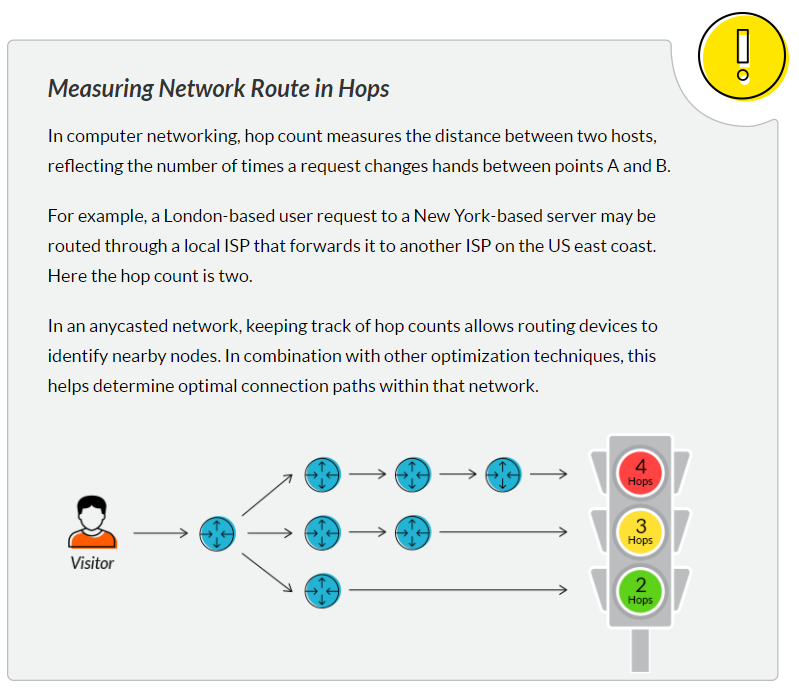 Measuring Network Route in Hops
In computer networking, hop count measures the distance between two hosts,
reflecting the number of times a request changes hands between points A and B.
For example, a London-based user request to a New York-based server may be
routed through a local ISP that forwards it to another ISP on the US east coast.
Here the hop count is two.
In an anycasted network, keeping track of hop counts allows routing devices to
identify nearby nodes. In combination with other optimization techniques, this
helps determine optimal connection paths within that network.
4
Hops
3
Hops
2
Hops
Visitor